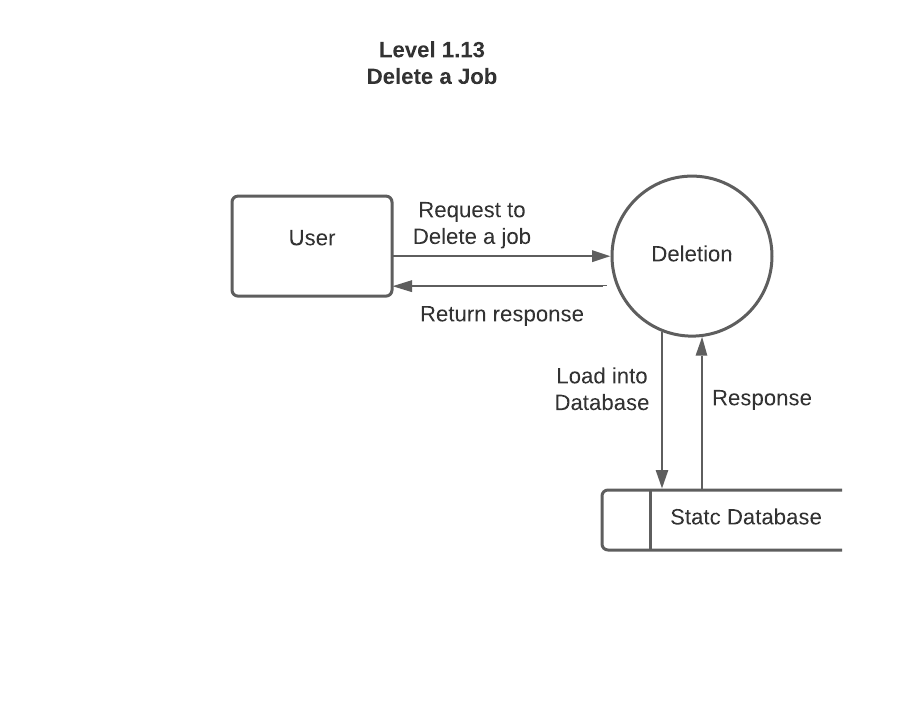 Level 1.13
Delete a Job
User
Request to
Delete a job
Deletion
Return response
Load into
Database
Response
Statc Database